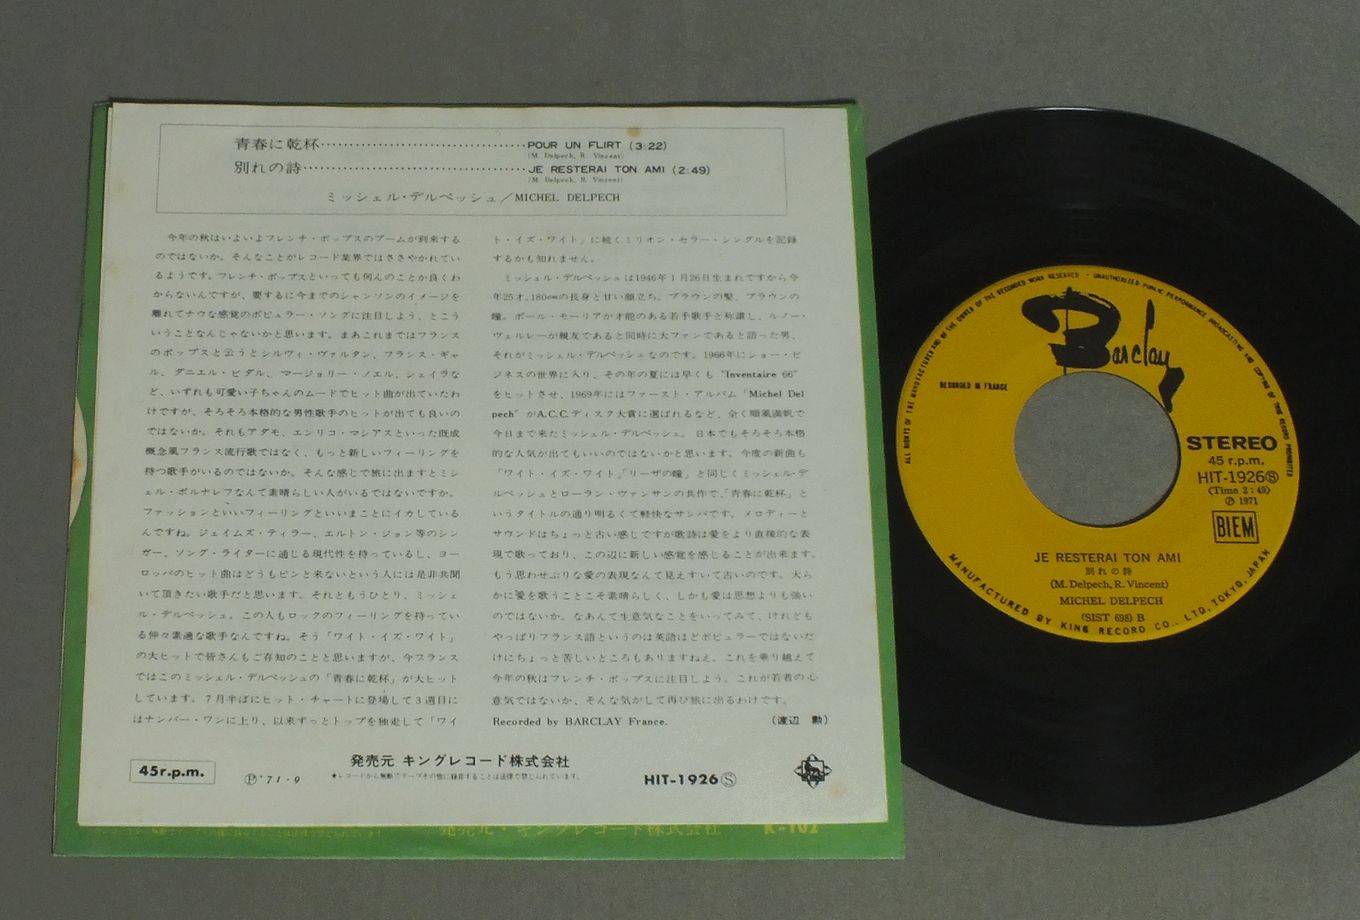 青春に乾杯……………………………POUR UN FLIRT (3:22)
(M. Delpech, R. Vincent)
別れの詩……………………………JE RESTERAI TON AMI (2:49)
(M. Delpech, R. Vincent)
ミッシェル・デルペッシュ／MICHEL DELPECH
今年の秋はいよいよフレンチ・ポップスのブームが到来する
のではないか。そんなことがレコード業界ではささやかれてい
るようです。フレンチ・ポップスといっても何んのことか良くわ
からないんですが、要するに今までのシャンソンのイメージを
離れてナウな感覚のポピュラー・ソングに注目しよう、とこう
いうことなんじゃないかと思います。まあこれまではフランス
のポップスと云うとシルヴィ・ヴァルタン、フランス・ギャ
ル、ダニエル・ビダル、マージョリー・ノエル、シェイラな
ど、いずれも可愛い子ちゃんのムードでヒット曲が出ていたわ
けですが、そろそろ本格的な男性歌手のヒットが出ても良いの
ではないか。それもアダモ、エンリコ・マシアスといった既成
概念風フランス流行歌ではなく、もっと新しいフィーリングを
持つ歌手がいるのではないか。そんな感じで旅に出ますとミシ
ェル・ポルナレフなんて素晴らしい人がいるではないですか。
ファッションといいフィーリングといいまことにイカしている
んですね。ジェイムズ・ティラー、エルトン・ジョン等のシン
ガー、ソング・ライターに通じる現代性を持っているし、ヨー
ロッパのヒット曲はどうもピンと来ないという人には是非共聞
いて頂きたい歌手だと思います。それともうひとり、ミッシェ
ル・デルペッシュ。この人もロックのフィーリングを持ってい
る仲々素適な歌手なんですね。そう「ワイト・イズ・ワイト」
の大ヒットで皆さんもご存知のことと思いますが、今フランス
ではこのミッシェル・デルペッシュの「青春に乾杯」が大ヒット
しています。7月半ばにヒット・チャートに登場して3週目に
はナンバー・ワンに上り、以来ずっとトップを独走して「ワイ
ト・イズ・ワイト」に続くミリオン・セラー・シングルを記録
するかも知れません。
ミッシェル・デルペッシュは1946年1月26日生まれですから今
年25才。180cmの長身と甘い顔立ち。ブラウンの髪、ブラウンの
瞳。ポール・モーリアが才能のある若手歌手と称讃し、ルノー・
ヴェルレーが親友であると同時に大ファンであると語った男、
それがミッシェル・デルペッシュなのです。1966年にショー・ビ
ジネスの世界に入り、その年の夏には早くも "Inventaire 66"
をヒットさせ、1969年にはファースト・アルバム "Michel Del
pech" がA.C.C.ディスク大賞に選ばれるなど、全く順風満帆で
今日まで来たミッシェル・デルペッシュ。日本でもそろそろ本格
的な人気が出てもいいのではないかと思います。今度の新曲も
「ワイト・イズ・ワイト」「リーザの瞳」と同じくミッシェル・デ
ルペッシュとローラン・ヴァンサンの共作で、「青春に乾杯」と
いうタイトルの通り明るくて軽快なサンバです。メロディーと
サウンドはちょっと古い感じですが歌詩は愛をより直接的な表
現で歌っており、この辺に新しい感覚を感じることが出来ます。
もう思わせぶりな愛の表現なんて見えすいて古いのです。大ら
かに愛を歌うことこそ素晴らしく、しかも愛は思想よりも強い
のではないか。なあんて生意気なことをいってみて、けれども
やっぱりフランス語というのは英語ほどポピュラーではないだ
けにちょっと苦しいところもありますねえ。これを乗り越えて
今年の秋はフレンチ・ポップスに注目しよう。これが若者の心
意気ではないか、そんな気がして再び旅に出るわけです。
Recorded by BARCLAY France. (渡辺 勲)
45r.p.m.
Ⓟ'71・9
発売元 キングレコード株式会社
★レコードから無断でテープその他に録音することは法律で禁じられています。
HIT-1926Ⓢ
発売元・キングレコード株式会社 K-102
ALL RIGHTS OF THE MANUFACTURER AND OF THE OWNER OF THE RECORDED WORK RESERVED · UNAUTHORIZED PUBLIC PERFORMANCE BROADCASTING AND COPYING OF THIS RECORD PROHIBITED
Barclay
RECORDED IN FRANCE
STEREO
45 r.p.m.
HIT-1926Ⓢ
(Time 2:49)
Ⓟ 1971
BIEM
JE RESTERAI TON AMI
別れの詩
(M. Delpech, R. Vincent)
MICHEL DELPECH
(SIST 698) B
MANUFACTURED BY KING RECORD CO., LTD. TOKYO, JAPAN